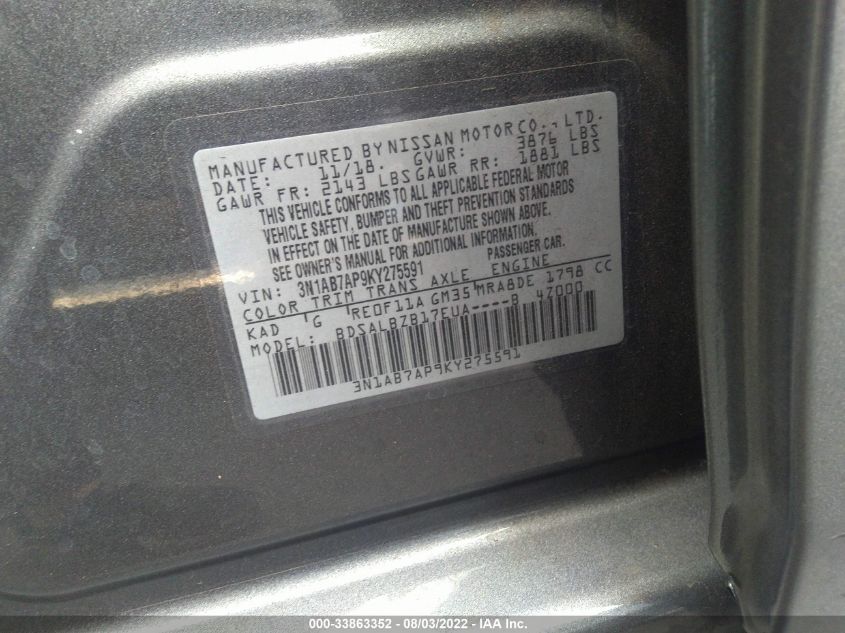 MANUFACTURED BY NISSAN MOTOR CO., LTD.
DATE: 11/18. GVWR: 3876 LBS
GAWR FR: 2143 LBS GAWR RR: 1881 LBS
THIS VEHICLE CONFORMS TO ALL APPLICABLE FEDERAL MOTOR
VEHICLE SAFETY, BUMPER AND THEFT PREVENTION STANDARDS
IN EFFECT ON THE DATE OF MANUFACTURE SHOWN ABOVE.
SEE OWNER'S MANUAL FOR ADDITIONAL INFORMATION.
VIN: 3N1AB7AP9KY275591 PASSENGER CAR.
COLOR TRIM TRANS AXLE ENGINE
KAD 'G RE0F11A GM35 MRA8DE 1798 CC
MODEL: BDSALBZB17EUA----B 4Z000
3N1AB7AP9KY275591
000-33863352 - 08/03/2022 - IAA Inc.